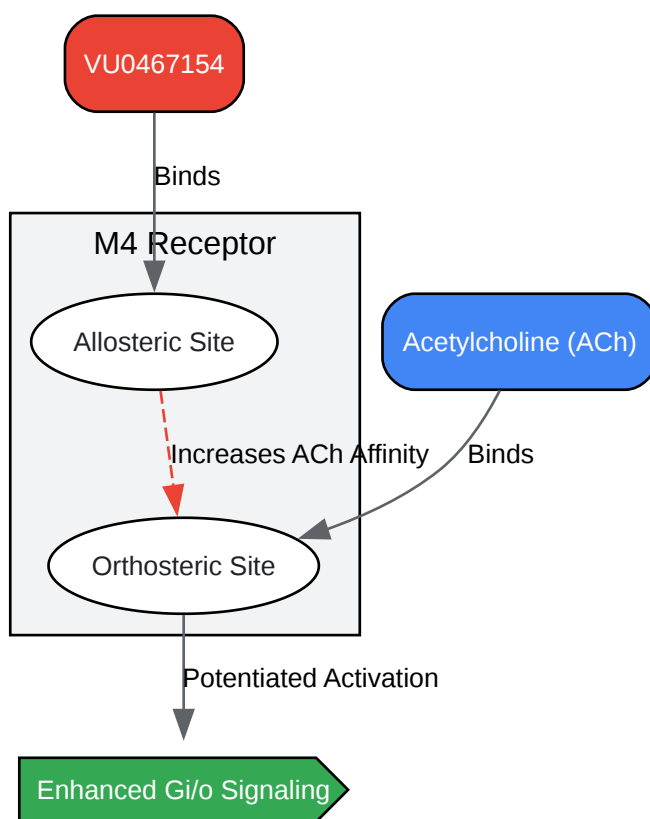 VU0467154
Binds
M4 Receptor
Allosteric Site
Acetylcholine (ACh)
Increases ACh Affinity
Binds
Orthosteric Site
Potentiated Activation
Enhanced Gi/o Signaling